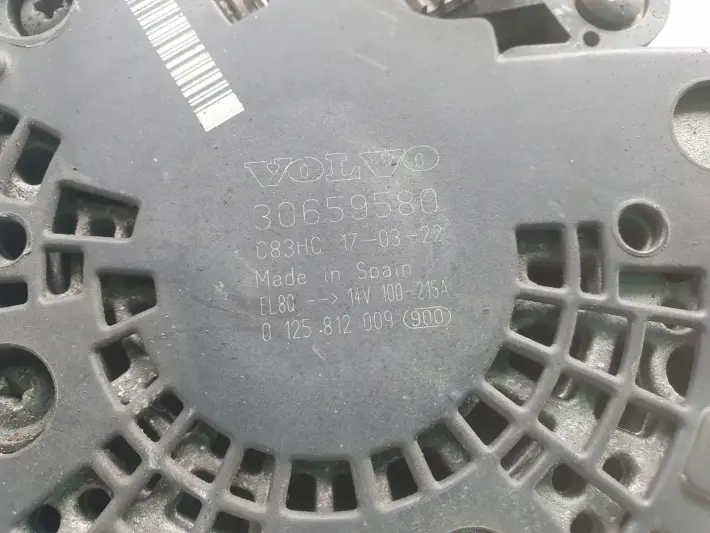 VOLVO
30659580
C83HC 17-03-22
Made in Spain
EL8Q --> 14V 100-215A
0 125 812 009 900